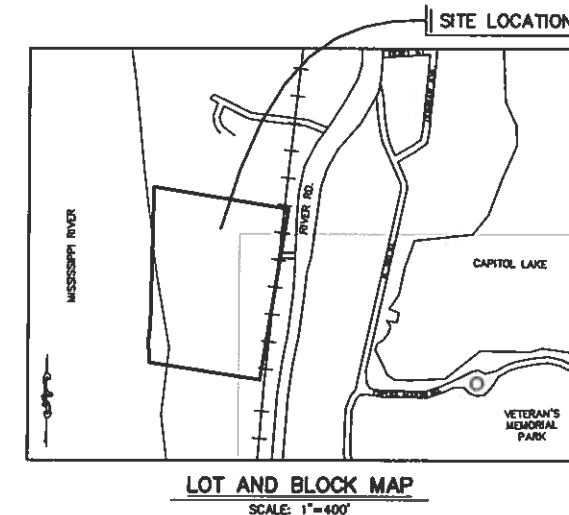 SITE LOCATION
MISSISSIPPI RIVER
RIVER RD.
CAPITOL LAKE
VETERAN'S
MEMORIAL
PARK
LOT AND BLOCK MAP
SCALE: 1"=400'